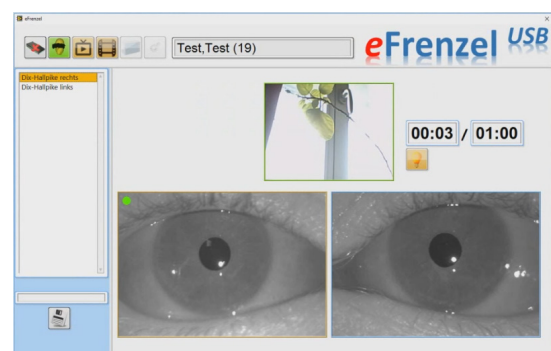 eFrenzel
Test,Test (19)
eFrenzel USB
Dix-Hallpike rechts
Dix-Hallpike links
00:03 / 01:00